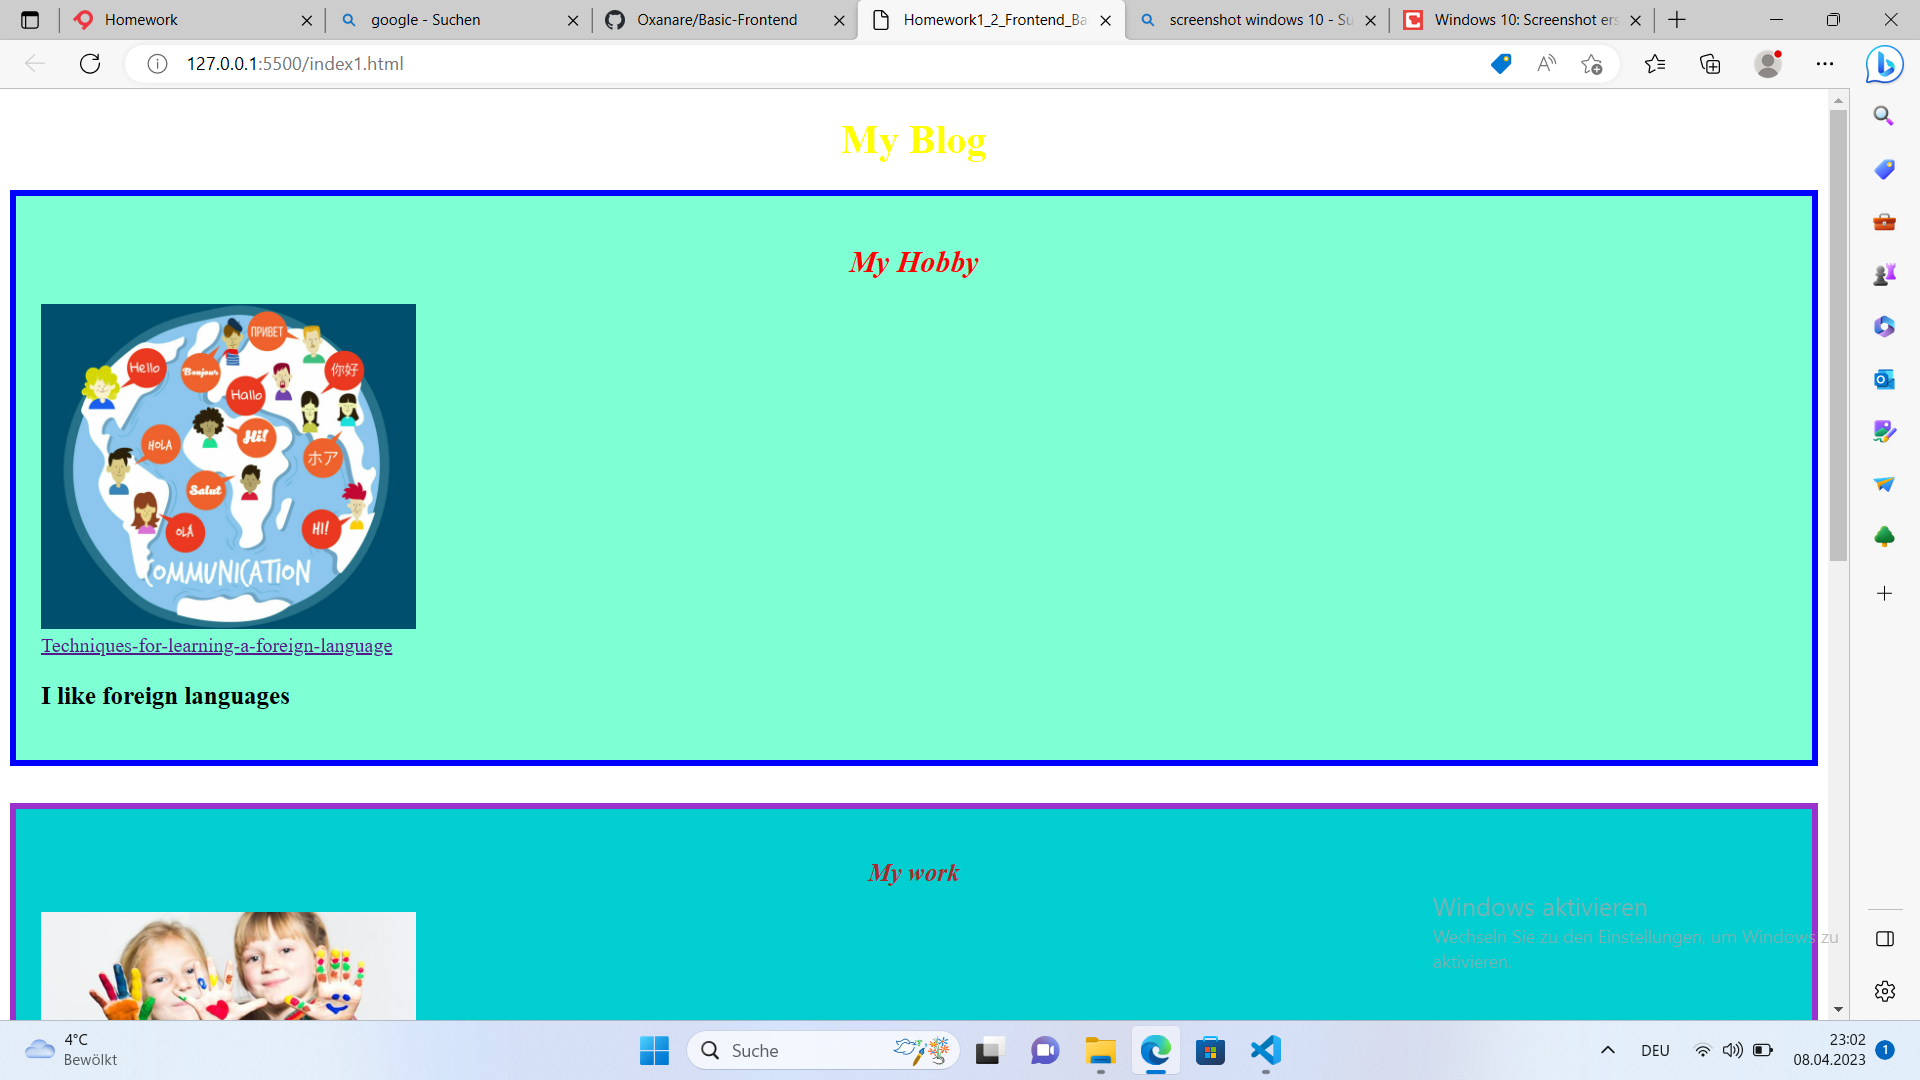 Homework
google - Suchen
Oxanare/Basic-Frontend
Homework1_2_Frontend_Ba
screenshot windows 10 - Su
Windows 10: Screenshot ers
127.0.0.1:5500/index1.html
My Blog
My Hobby
ПРИВЕТ
Hello
Bonjour
你好
Hallo
Hi!
HOLA
ホア
Salut
OLÁ
HI!
COMMUNICATION
Techniques-for-learning-a-foreign-language
I like foreign languages
My work
Windows aktivieren
Wechseln Sie zu den Einstellungen, um Windows zu
aktivieren.
4°C
Bewölkt
Suche
DEU
23:02
08.04.2023
1